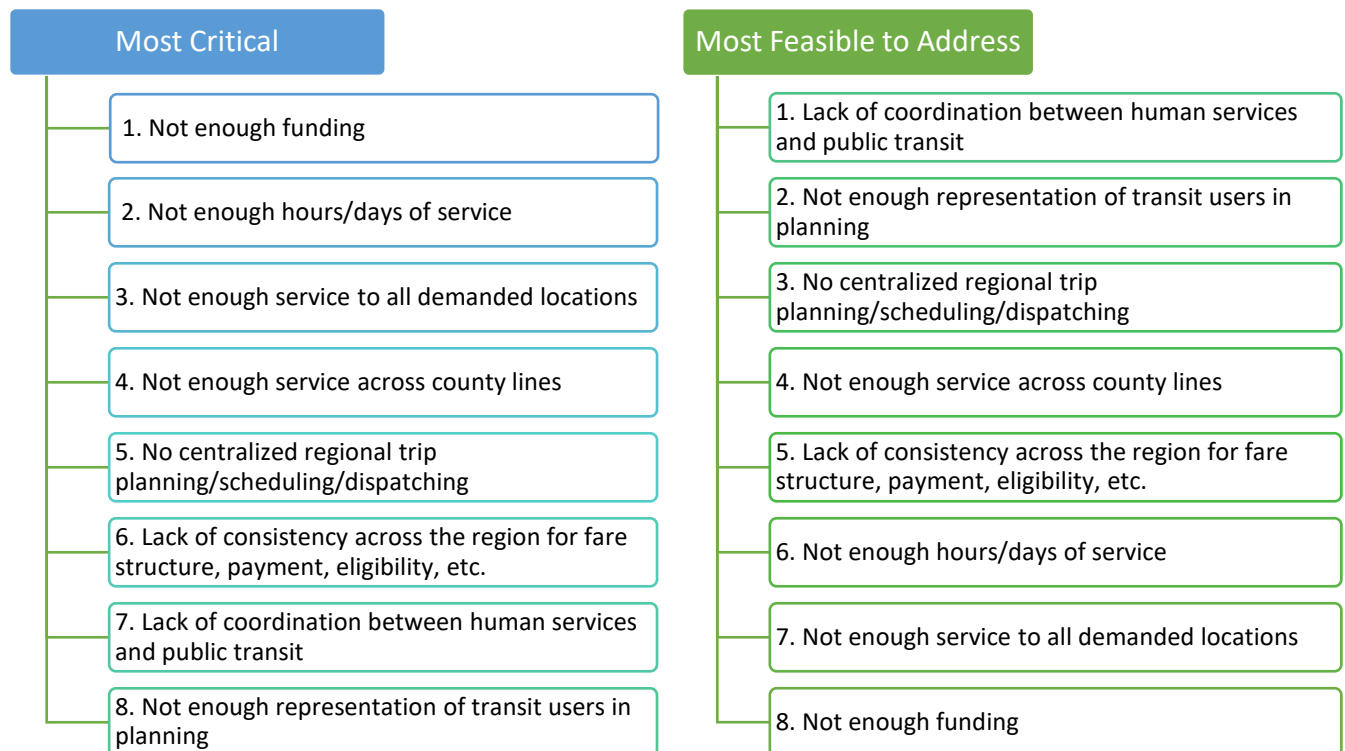 Most Critical
1. Not enough funding
2. Not enough hours/days of service
3. Not enough service to all demanded locations
4. Not enough service across county lines
5. No centralized regional trip
planning/scheduling/dispatching
6. Lack of consistency across the region for fare
structure, payment, eligibility, etc.
7. Lack of coordination between human services
and public transit
8. Not enough representation of transit users in
planning
Most Feasible to Address
1. Lack of coordination between human services
and public transit
2. Not enough representation of transit users in
planning
3. No centralized regional trip
planning/scheduling/dispatching
4. Not enough service across county lines
5. Lack of consistency across the region for fare
structure, payment, eligibility, etc.
6. Not enough hours/days of service
7. Not enough service to all demanded locations
8. Not enough funding